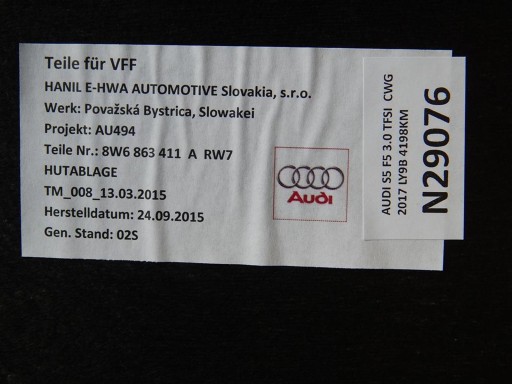 Teile für VFF
HANIL E-HWA AUTOMOTIVE Slovakia, s.r.o.
Werk: Považská Bystrica, Slowakei
Projekt: AU494
Teile Nr.: 8W6 863 411 A RW7
HUTABLAGE
TM_008_13.03.2015
Herstelldatum: 24.09.2015
Gen. Stand: 02S
Audi
AUDI S5 F5 3.0 TFSI CWG
2017 LY9B 4198KM
N29076